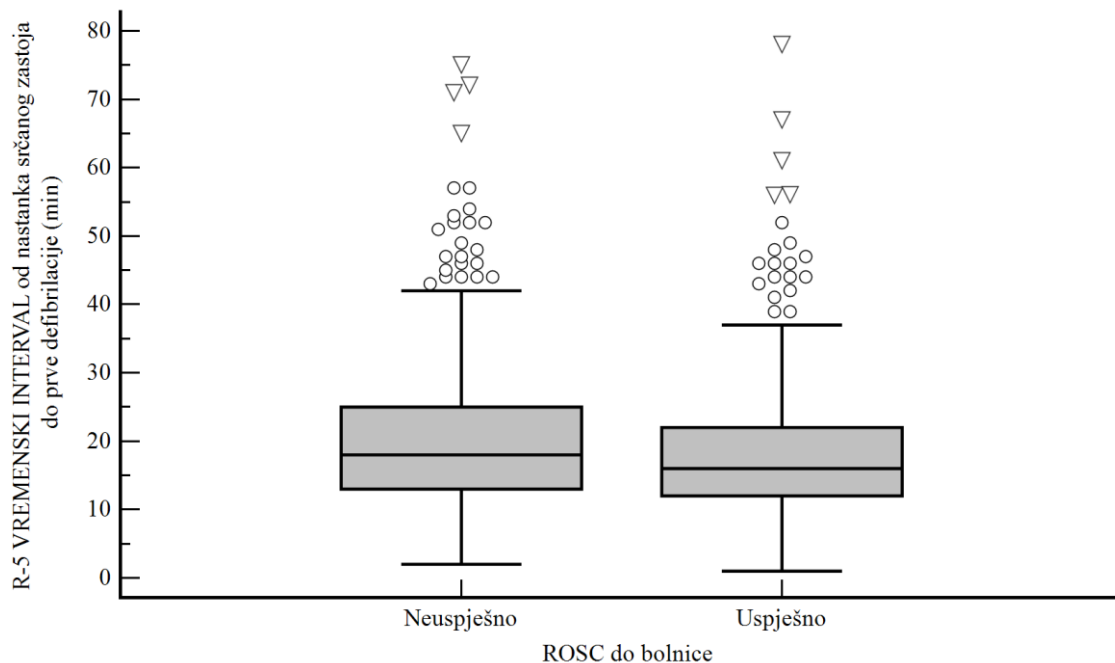 R-5 VREMENSKI INTERVAL od nastanka srčanog zastoja
do prve defibrilacije (min)
80
70
60
50
40
30
20
10
0
Neuspješno Uspješno
ROSC do bolnice